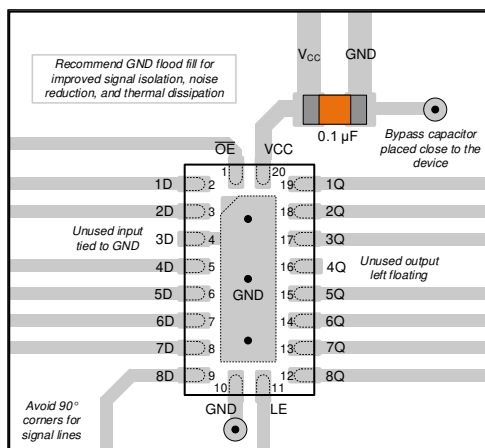 Recommend GND flood fill for
improved signal isolation, noise
reduction, and thermal dissipation
VCC GND
0.1 µF
Bypass capacitor
placed close to the
device
OE VCC
1 20
1D 2 19 1Q
2D 3 18 2Q
Unused input
tied to GND
3D 4 17 3Q
4D 5 16 4Q
Unused output
left floating
5D 6 GND 15 5Q
6D 7 14 6Q
7D 8 13 7Q
8D 9 12 8Q
10 11
GND LE
Avoid 90°
corners for
signal lines